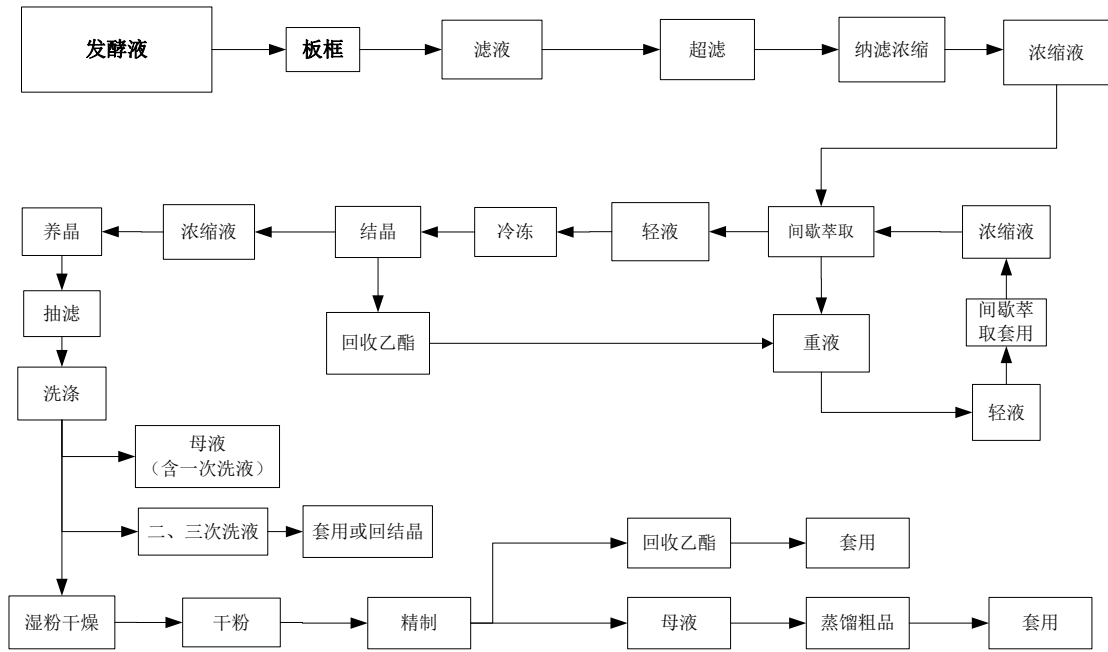 发酵液
板框
滤液
超滤
纳滤浓缩
浓缩液
养晶
浓缩液
结晶
冷冻
轻液
间歇萃取
浓缩液
抽滤
回收乙酯
重液
间歇萃
取套用
洗涤
轻液
母液
（含一次洗液）
二、三次洗液
套用或回结晶
回收乙酯
套用
湿粉干燥
干粉
精制
母液
蒸馏粗品
套用